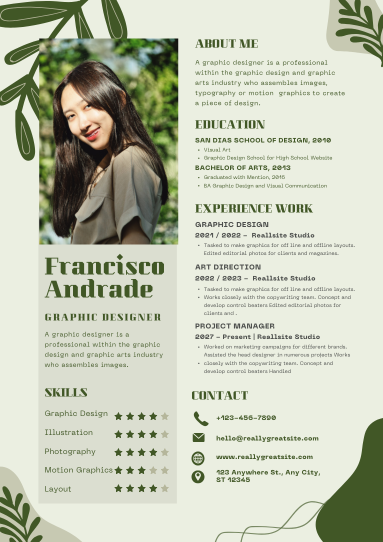 Francisco
Andrade
GRAPHIC DESIGNER
A graphic designer is a
professional within the graphic
design and graphic arts industry
who assembles images.
SKILLS
Graphic Design
Illustration
Photography
Motion Graphics
Layout
ABOUT ME
A graphic designer is a professional
within the graphic design and graphic
arts industry who assembles images,
typography or motion graphics to create
a piece of design.
EDUCATION
SAN DIAS SCHOOL OF DESIGN, 2010
• Visual Art
• Graphic Design School for High School Website
BACHELOR OF ARTS, 2013
• Graduated with Mention, 2015
• BA Graphic Design and Visual Communication
EXPERIENCE WORK
GRAPHIC DESIGN
2021 / 2022 - Reallsite Studio
• Tasked to make graphics for off line and offline layouts.
Edited editorial photos for clients and magazines.
ART DIRECTION
2022 / 2023 - Reallsite Studio
• Tasked to make graphics for off line and offline layouts.
• Works closely with the copywriting team. Concept and
develop control beaters Edited editorial photos for
clients and .
PROJECT MANAGER
2027 - Present | Reallsite Studio
• Worked on marketing campaigns for different brands.
Assisted the head designer in numerous projects Works
• closely with the copywriting team. Concept and
develop control beaters Handled
CONTACT
+123-456-7890
hello@reallygreatsite.com
www.reallgreatsite.com
123 Anywhere St., Any City,
ST 12345